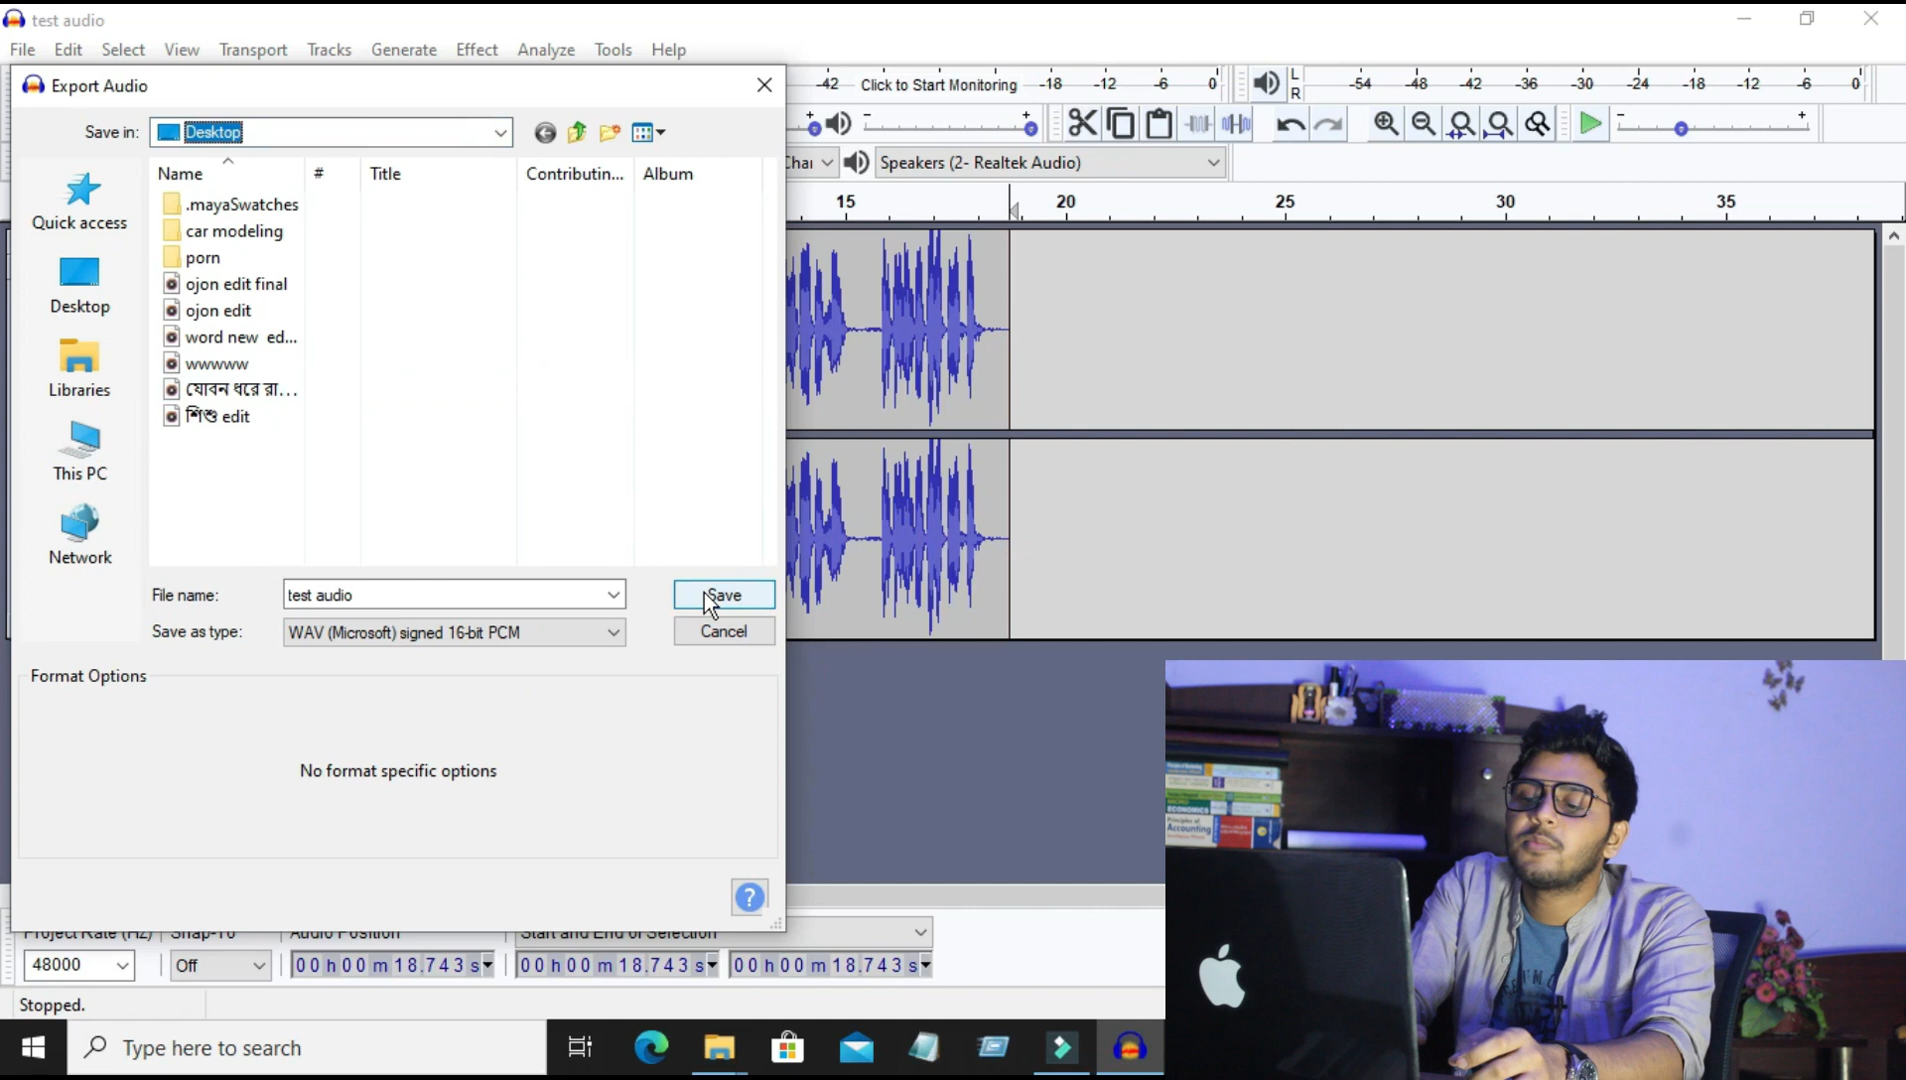 test audio
File Edit Select View Transport Tracks Generate Effect Analyze Tools Help
Export Audio
-42 Click to Start Monitoring -18 -12 -6 0
L
R
-54 -48 -42 -36 -30 -24 -18 -12 -6 0
Save in: Desktop
Speakers (2- Realtek Audio)
Name # Title Contributin... Album
15 20 25 30 35
Quick access
Desktop
Libraries
This PC
Network
.mayaSwatches
car modeling
porn
ojon edit final
ojon edit
word new ed...
wwwww
যোবন ধরে রা...
শিশু edit
File name: test audio Save
Save as type: WAV (Microsoft) signed 16-bit PCM Cancel
Format Options
No format specific options
?
Project Rate (Hz) Snap-To Audio Position Start and End of Selection
48000 Off 00 h 00 m 18.743 s 00 h 00 m 18.743 s 00 h 00 m 18.743 s
Stopped.
Type here to search
ECONOMICS
Principles of
Accounting